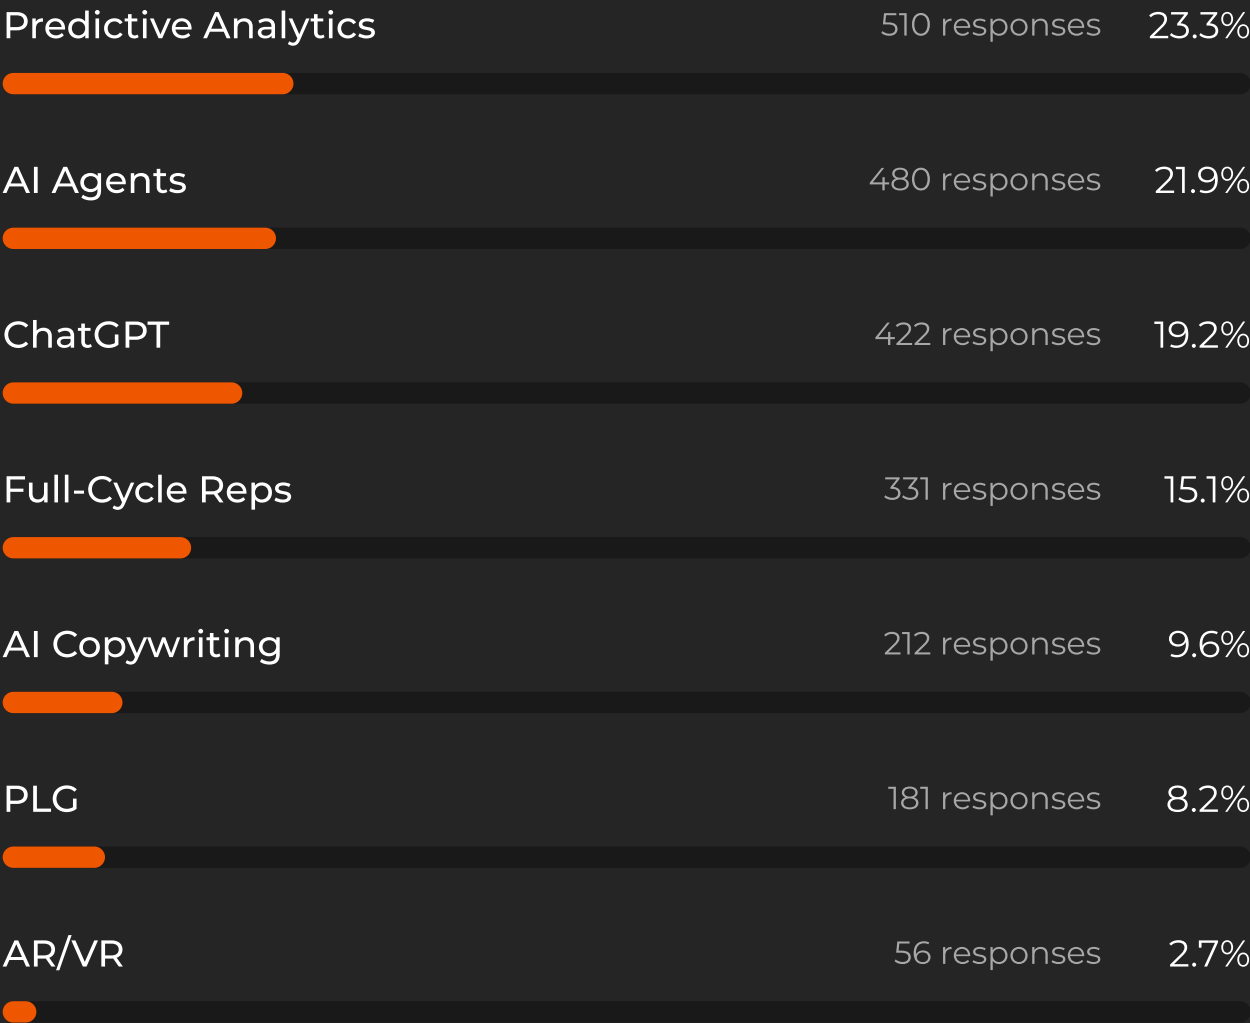 Predictive Analytics 510 responses 23.3%
AI Agents 480 responses 21.9%
ChatGPT 422 responses 19.2%
Full-Cycle Reps 331 responses 15.1%
AI Copywriting 212 responses 9.6%
PLG 181 responses 8.2%
AR/VR 56 responses 2.7%